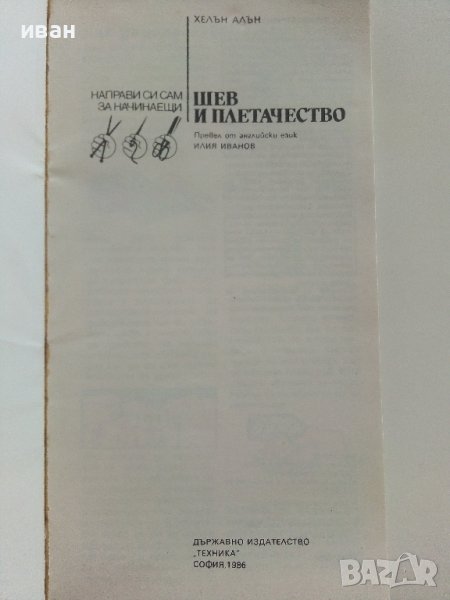 иван
ХЕЛЪН АЛЪН
НАПРАВИ СИ САМ
ЗА НАЧИНАЕЩИ
ШЕВ
И ПЛЕТАЧЕСТВО
Превел от английски език
ИЛИЯ ИВАНОВ
ДЪРЖАВНО ИЗДАТЕЛСТВО
„ТЕХНИКА"
СОФИЯ, 1986
BAZAR